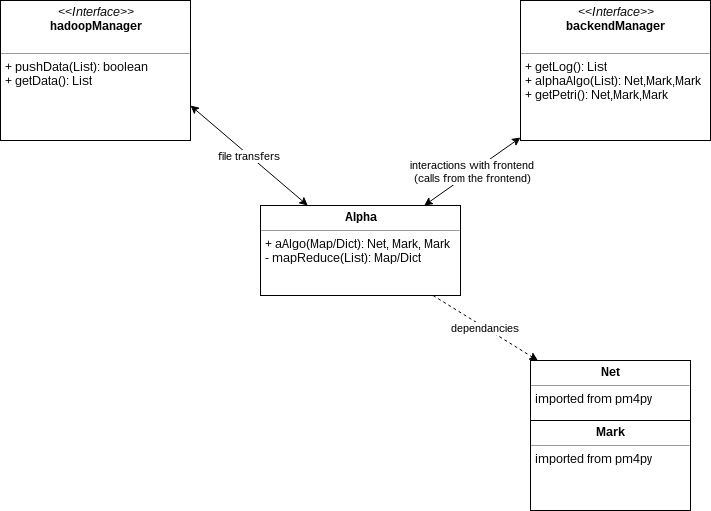 <<Interface>>
hadoopManager
+ pushData(List): boolean
+ getData(): List
<<Interface>>
backendManager
+ getLog(): List
+ alphaAlgo(List): Net,Mark,Mark
+ getPetri(): Net,Mark,Mark
file transfers
interactions with frontend
(calls from the frontend)
Alpha
+ aAlgo(Map/Dict): Net, Mark, Mark
- mapReduce(List): Map/Dict
dependancies
Net
imported from pm4py
Mark
imported from pm4py